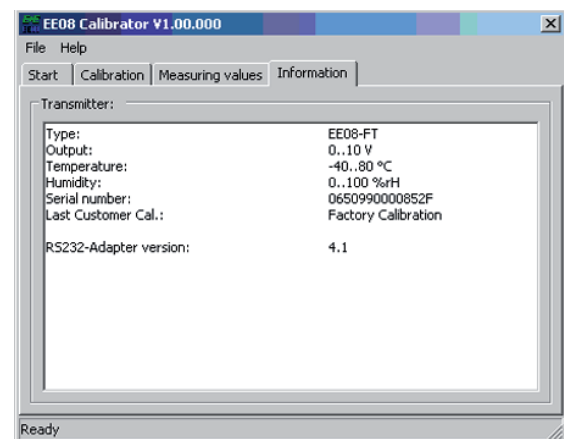 EE08 Calibrator V1.00.000
File Help
Start Calibration Measuring values Information
Transmitter:
Type: EE08-FT
Output: 0..10 V
Temperature: -40..80 °C
Humidity: 0..100 %rH
Serial number: 0650990000852F
Last Customer Cal.: Factory Calibration
RS232-Adapter version: 4.1
Ready